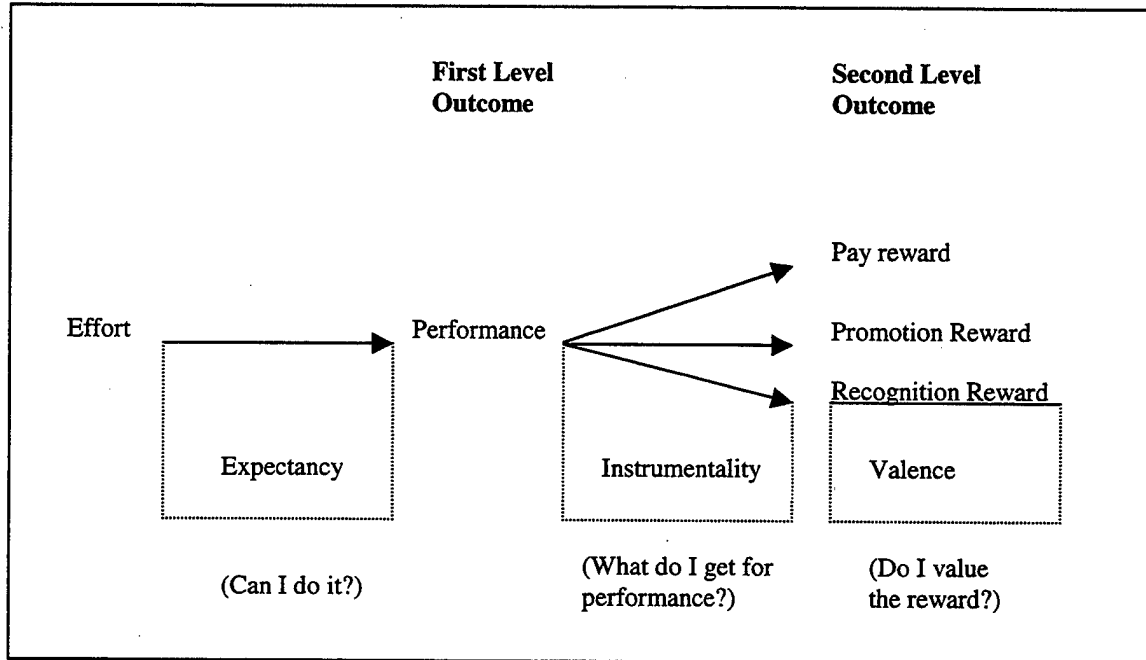 First Level
Outcome
Second Level
Outcome
Pay reward
Effort
Performance
Promotion Reward
Recognition Reward
Expectancy
Instrumentality
Valence
(Can I do it?)
(What do I get for
performance?)
(Do I value
the reward?)